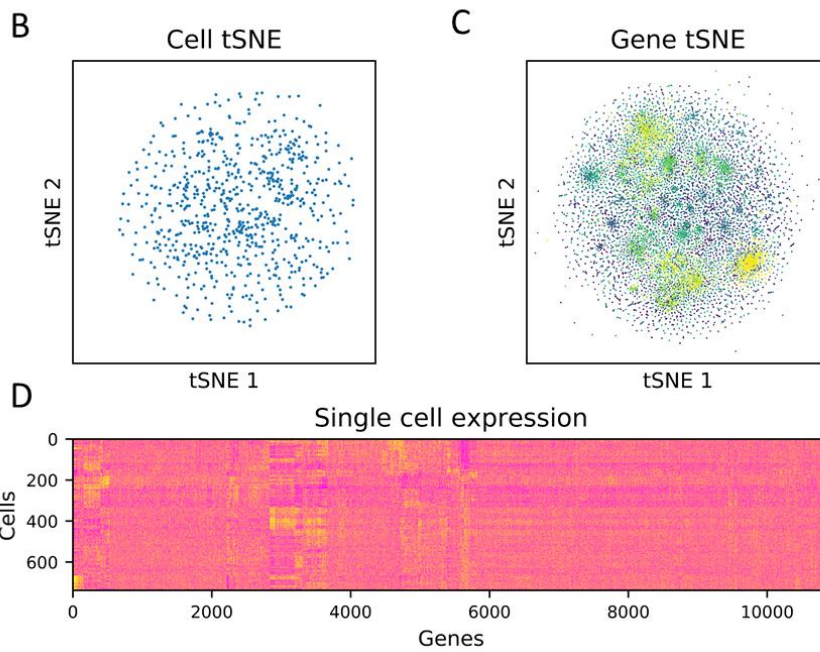 B
Cell tSNE
tSNE 2
tSNE 1
C
Gene tSNE
tSNE 2
tSNE 1
D
Single cell expression
Cells
0
200
400
600
0 2000 4000 6000 8000 10000
Genes